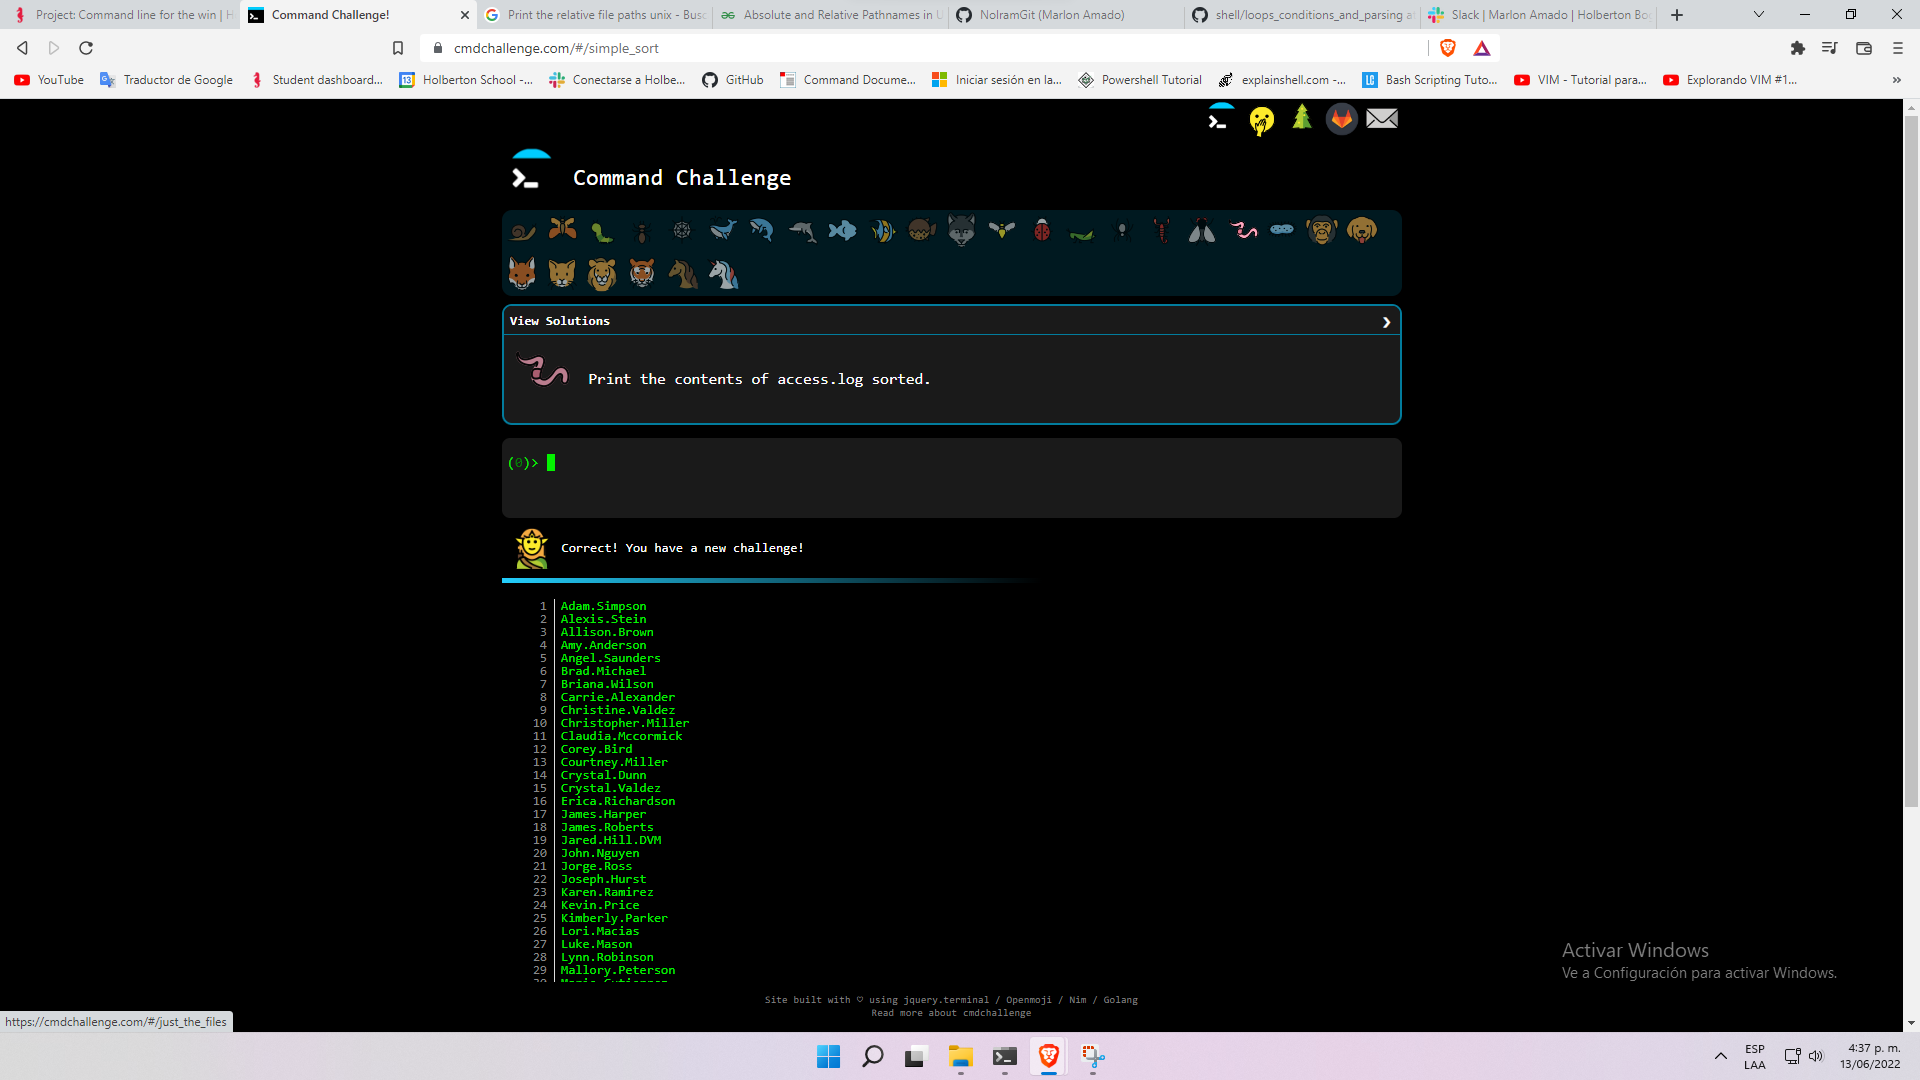 Project: Command line for the win | H
Command Challenge!
Print the relative file paths unix - Busc
Absolute and Relative Pathnames in U
NolramGit (Marlon Amado)
shell/loops_conditions_and_parsing a
Slack | Marlon Amado | Holberton Bo
cmdchallenge.com/#/simple_sort
YouTube
Traductor de Google
Student dashboard...
13
Holberton School -...
Conectarse a Holbe...
GitHub
Command Docume...
Iniciar sesión en la...
Powershell Tutorial
explainshell.com -...
LC
Bash Scripting Tuto...
VIM - Tutorial para...
Explorando VIM #1...
»
Command Challenge
View Solutions
Print the contents of access.log sorted.
(0)>
Correct! You have a new challenge!
1 Adam.Simpson
2 Alexis.Stein
3 Allison.Brown
4 Amy.Anderson
5 Angel.Saunders
6 Brad.Michael
7 Briana.Wilson
8 Carrie.Alexander
9 Christine.Valdez
10 Christopher.Miller
11 Claudia.Mccormick
12 Corey.Bird
13 Courtney.Miller
14 Crystal.Dunn
15 Crystal.Valdez
16 Erica.Richardson
17 James.Harper
18 James.Roberts
19 Jared.Hill.DVM
20 John.Nguyen
21 Jorge.Ross
22 Joseph.Hurst
23 Karen.Ramirez
24 Kevin.Price
25 Kimberly.Parker
26 Lori.Macias
27 Luke.Mason
28 Lynn.Robinson
29 Mallory.Peterson
Activar Windows
Ve a Configuración para activar Windows.
Site built with ♡ using jquery.terminal / Openmoji / Nim / Golang
Read more about cmdchallenge
https://cmdchallenge.com/#/just_the_files
ESP
LAA
4:37 p. m.
13/06/2022